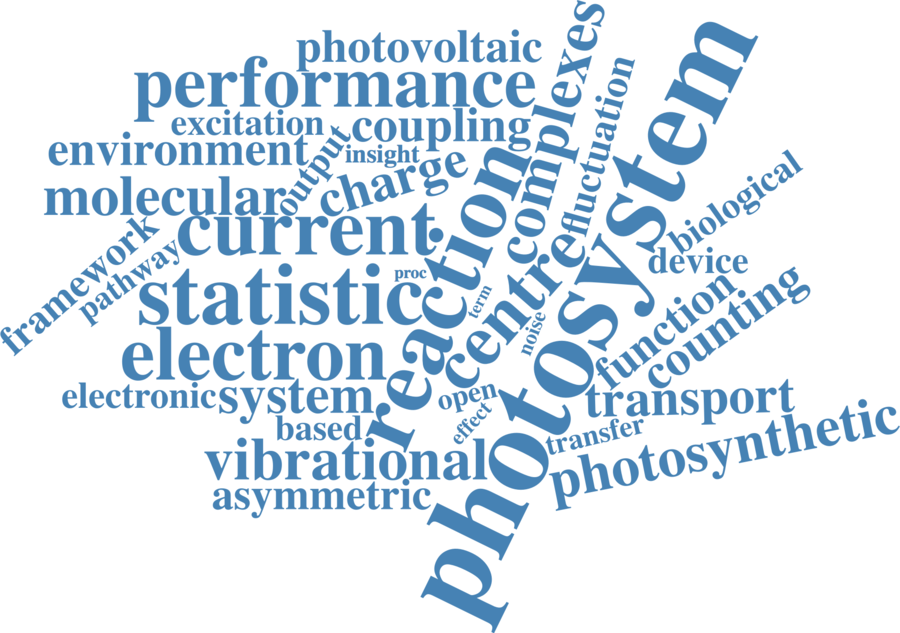 photovoltaic
performance
excitation
coupling
environment
output
insight
charge
molecular
current
framework
pathway
statistic
proc
reaction
complexes
fluctuation
centre
photosystem
biological
device
term
noise
function
counting
electron
electronic
system
open
effect
transport
based
transfer
vibrational
photosynthetic
asymmetric